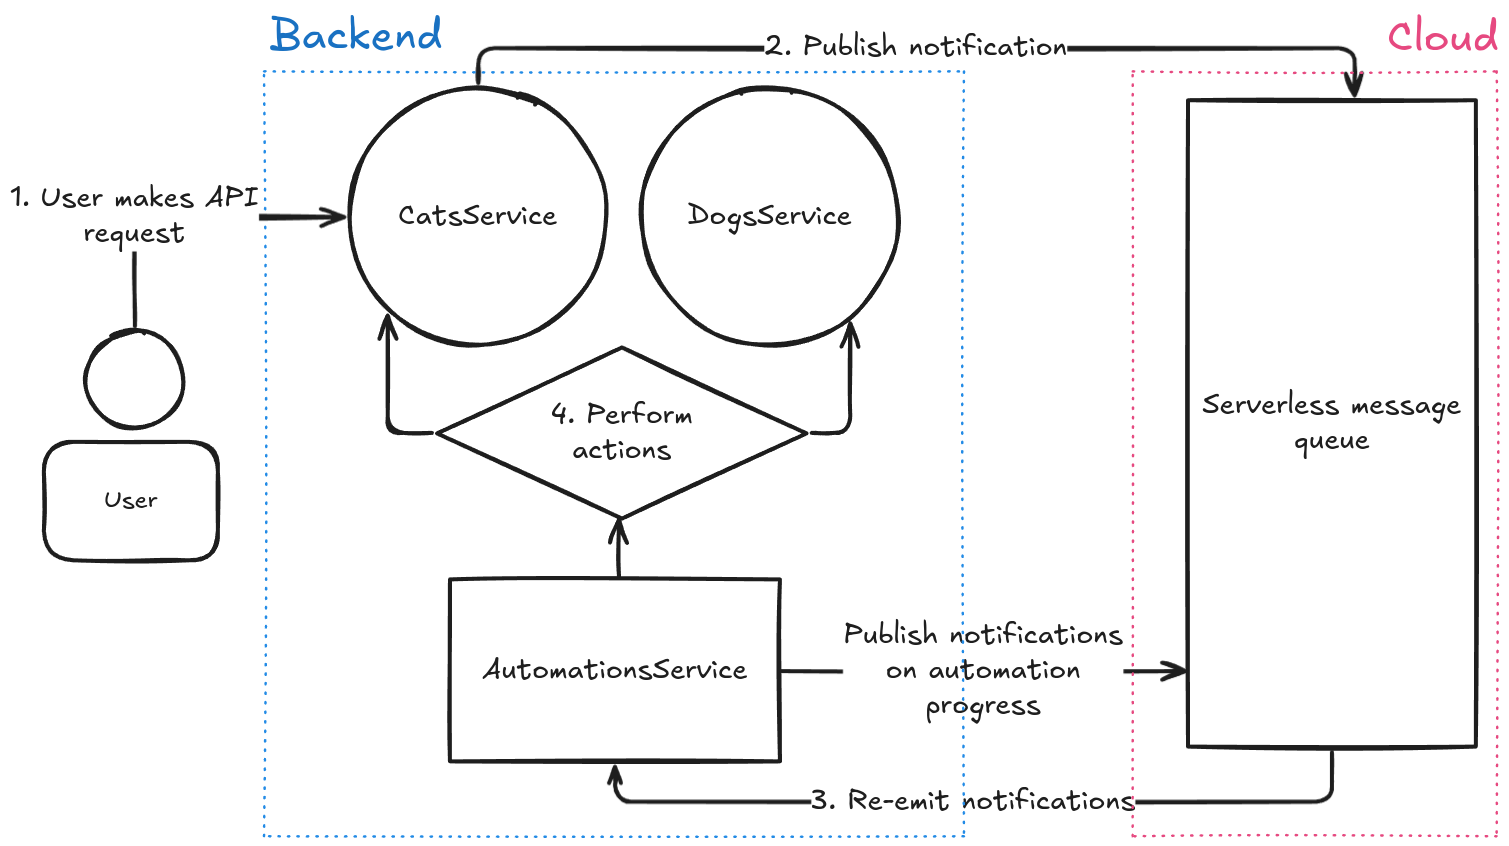 Backend
Cloud
2. Publish notification
1. User makes API
request
CatsService
DogsService
4. Perform
actions
Serverless message
queue
User
AutomationsService
Publish notifications
on automation
progress
3. Re-emit notifications